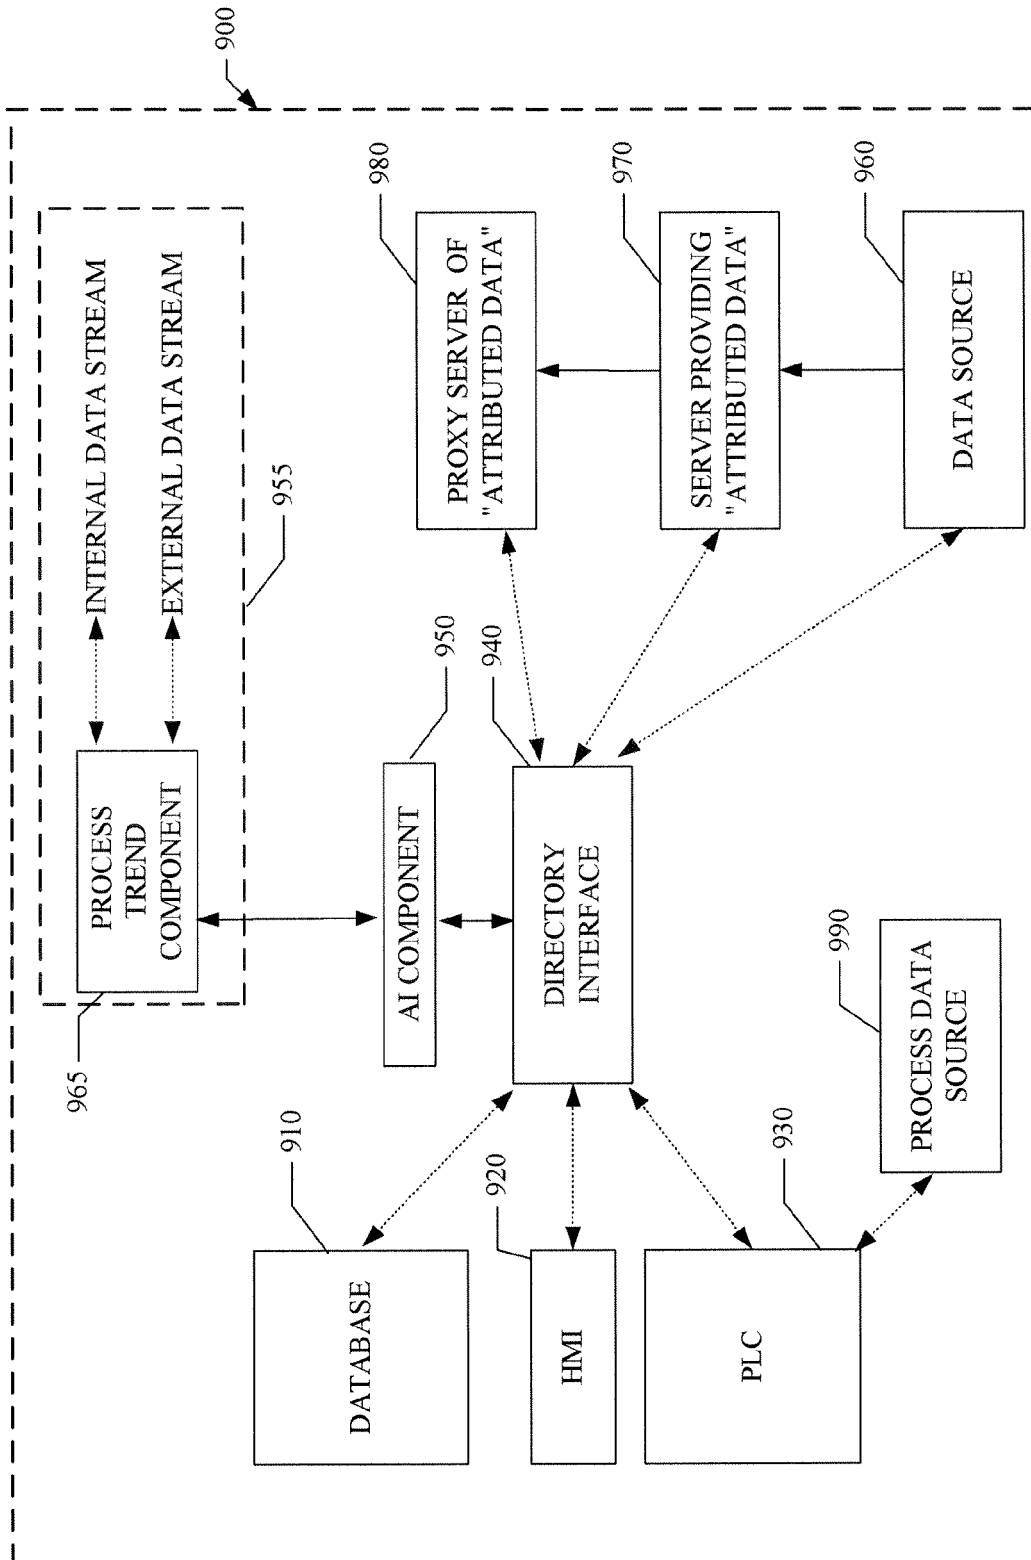 900
INTERNAL DATA STREAM
EXTERNAL DATA STREAM
955
PROCESS
TREND
COMPONENT
965
AI COMPONENT
950
DIRECTORY
INTERFACE
940
PROXY SERVER OF
"ATTRIBUTED DATA"
980
SERVER PROVIDING
"ATTRIBUTED DATA"
970
DATA SOURCE
960
DATABASE
910
HMI
920
PLC
930
PROCESS DATA
SOURCE
990